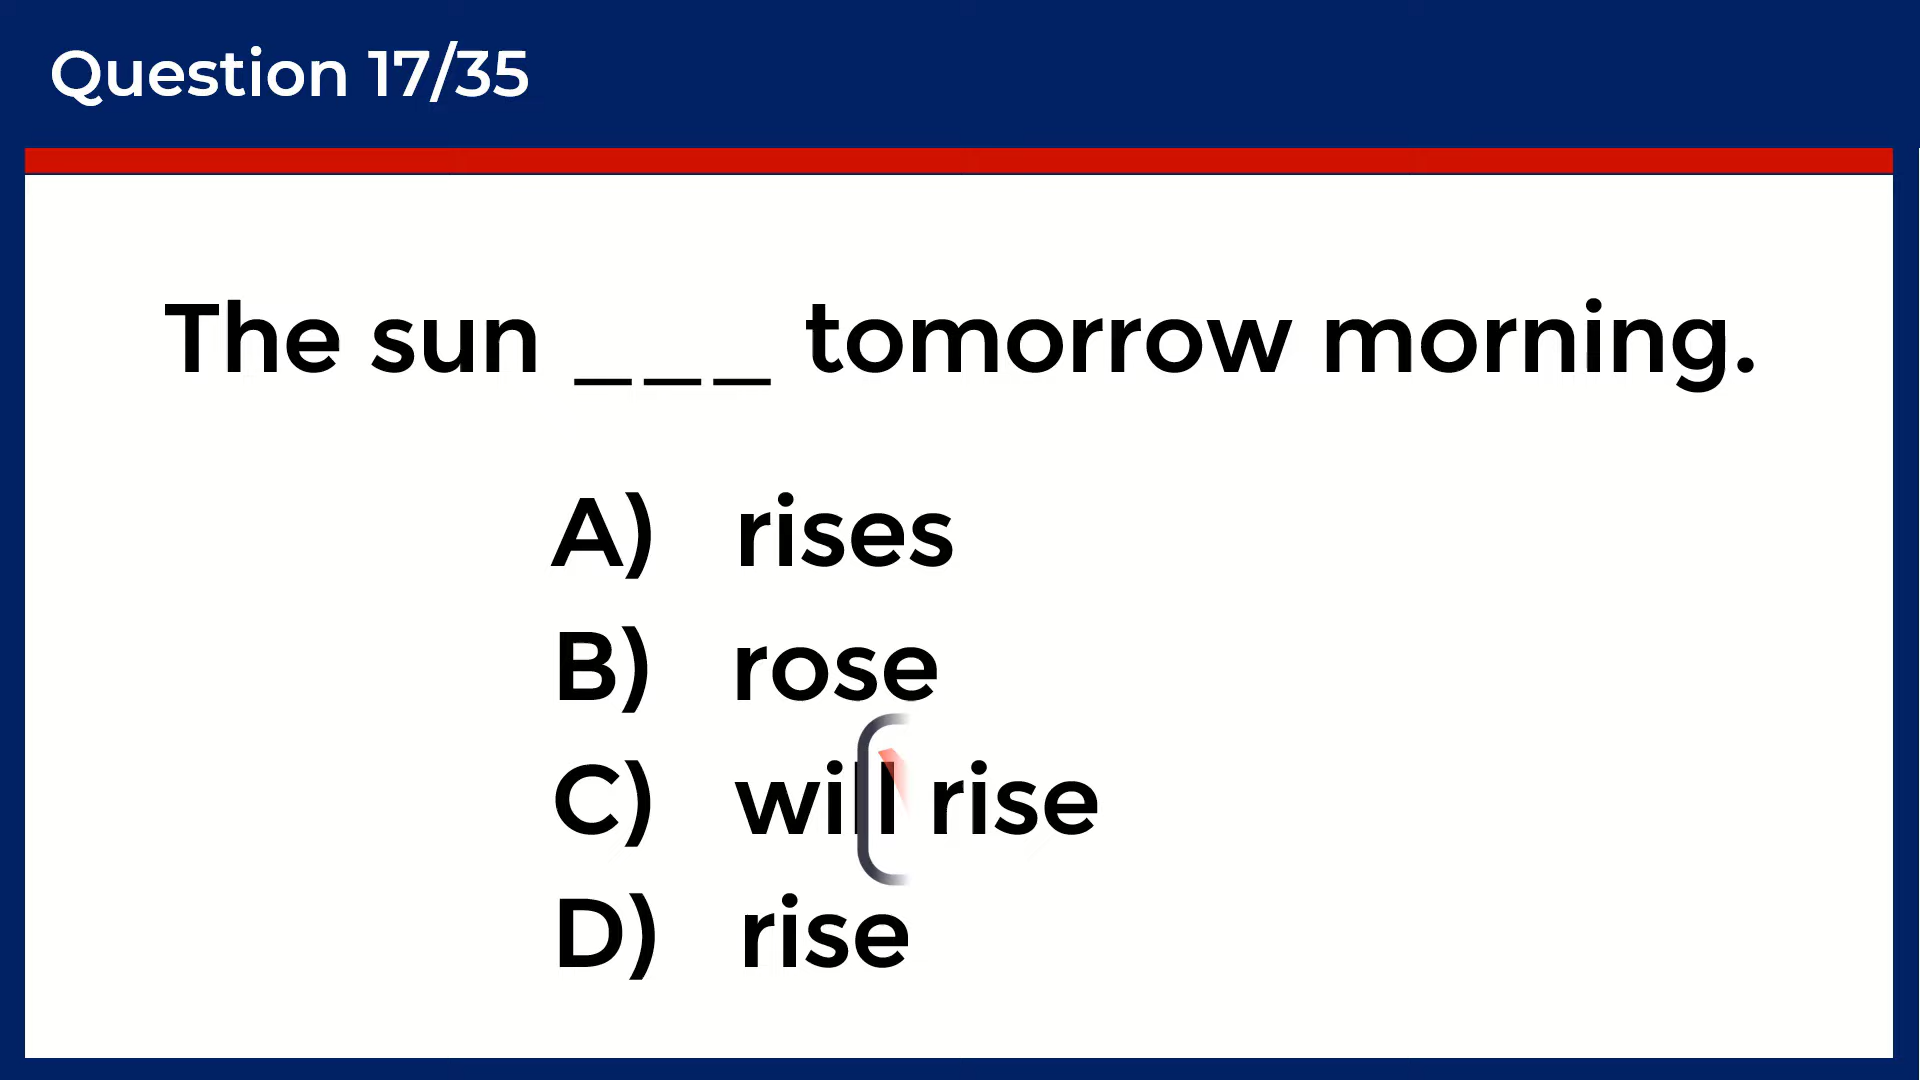 Question 17/35
The sun ___ tomorrow morning.
A) rises
B) rose
C) will rise
D) rise